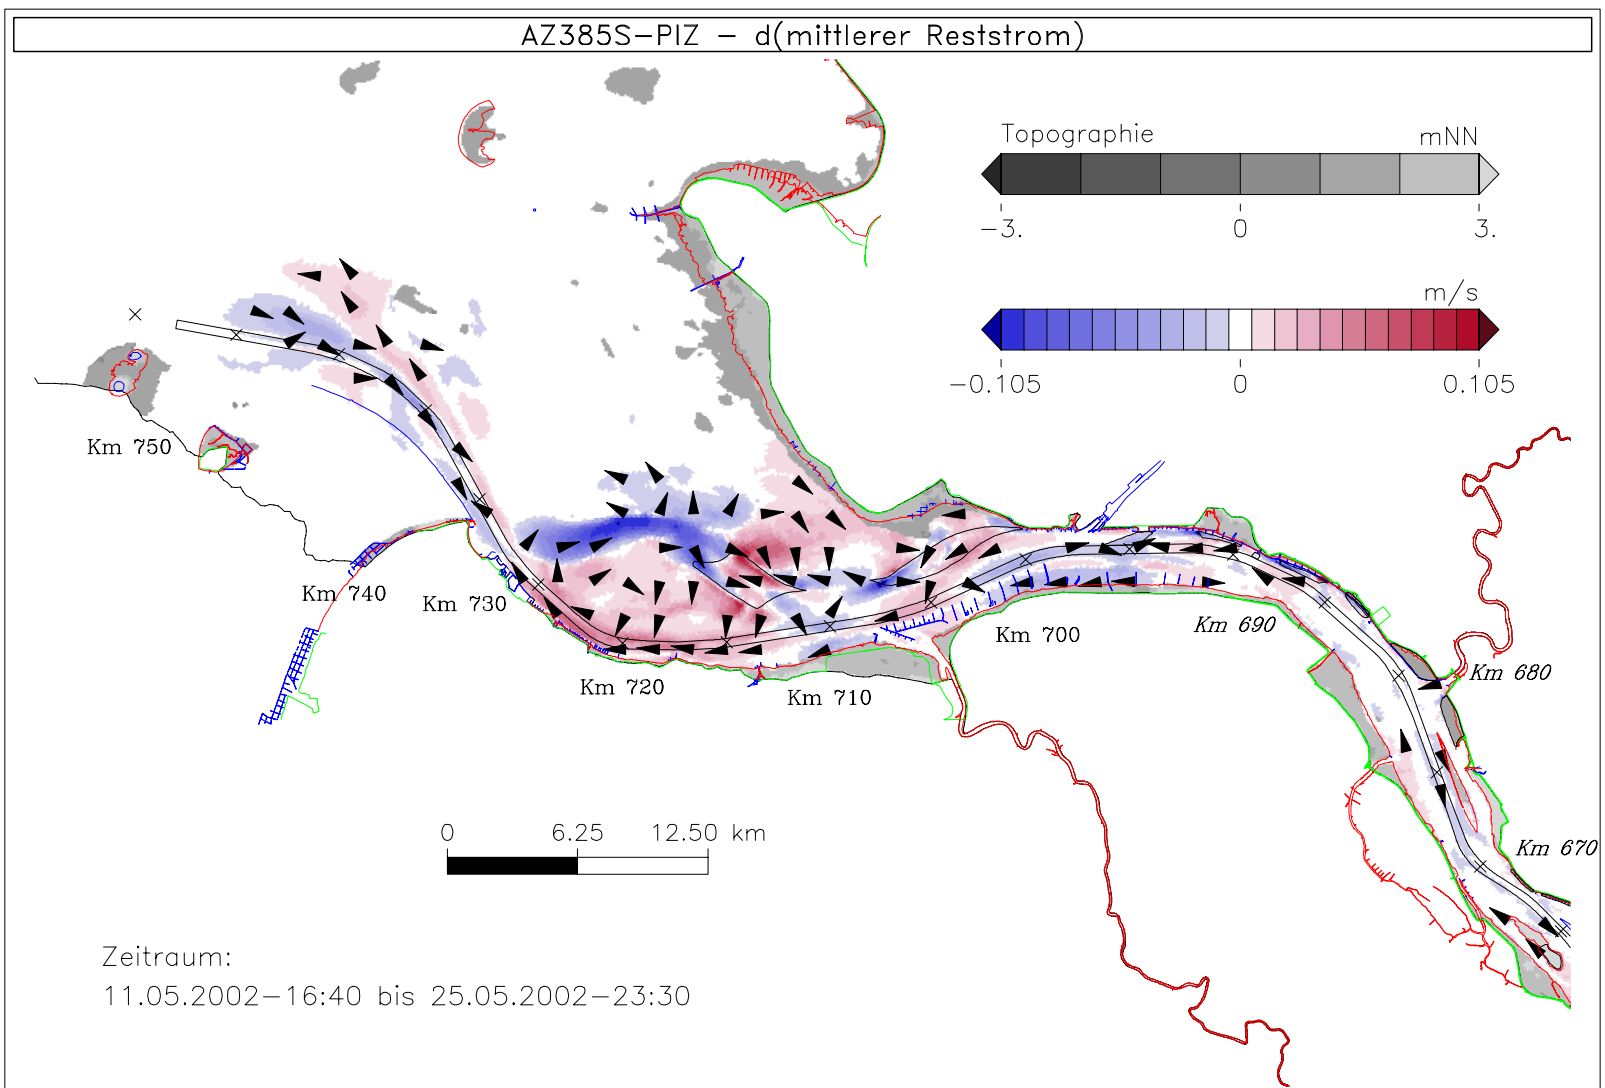 AZ385S-PIZ - d(mittlerer Reststrom)
Topographie mNN
-3. 0 3.
m/s
-0.105 0 0.105
Km 750
Km 740
Km 730
Km 720
Km 710
Km 700
Km 690
Km 680
Km 670
0 6.25 12.50 km
Zeitraum:
11.05.2002-16:40 bis 25.05.2002-23:30